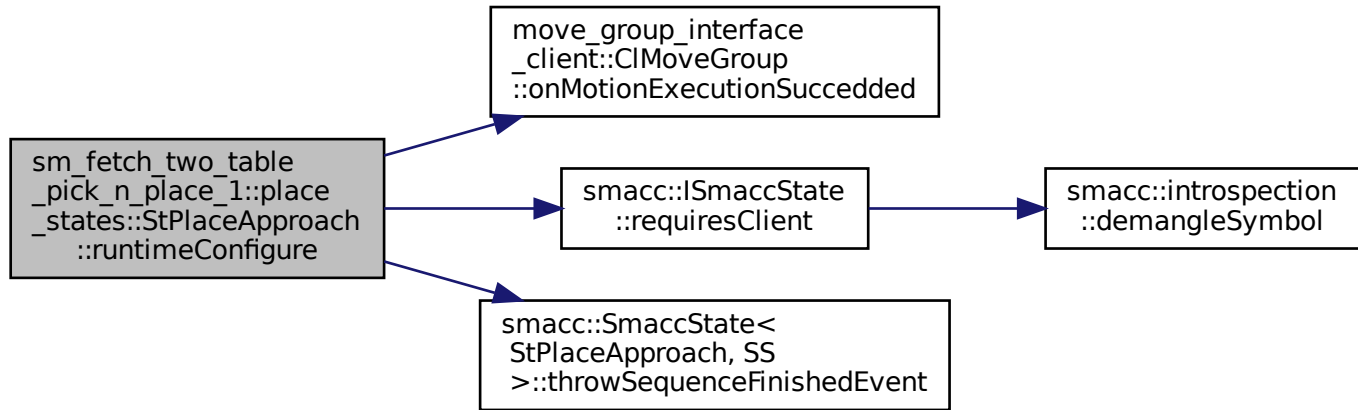 sm_fetch_two_table
_pick_n_place_1::place
_states::StPlaceApproach
::runtimeConfigure
move_group_interface
_client::ClMoveGroup
::onMotionExecutionSuccedded
smacc::ISmaccState
::requiresClient
smacc::introspection
::demangleSymbol
smacc::SmaccState<
StPlaceApproach, SS
>::throwSequenceFinishedEvent